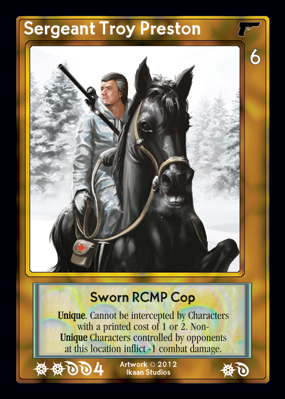 Sergeant Troy Preston
6
Sworn RCMP Cop
Unique. Cannot be intercepted by Characters
with a printed cost of 1 or 2. Non-
Unique Characters controlled by opponents
at this location inflict -1 combat damage.
4
Artwork © 2012
Ikaan Studios